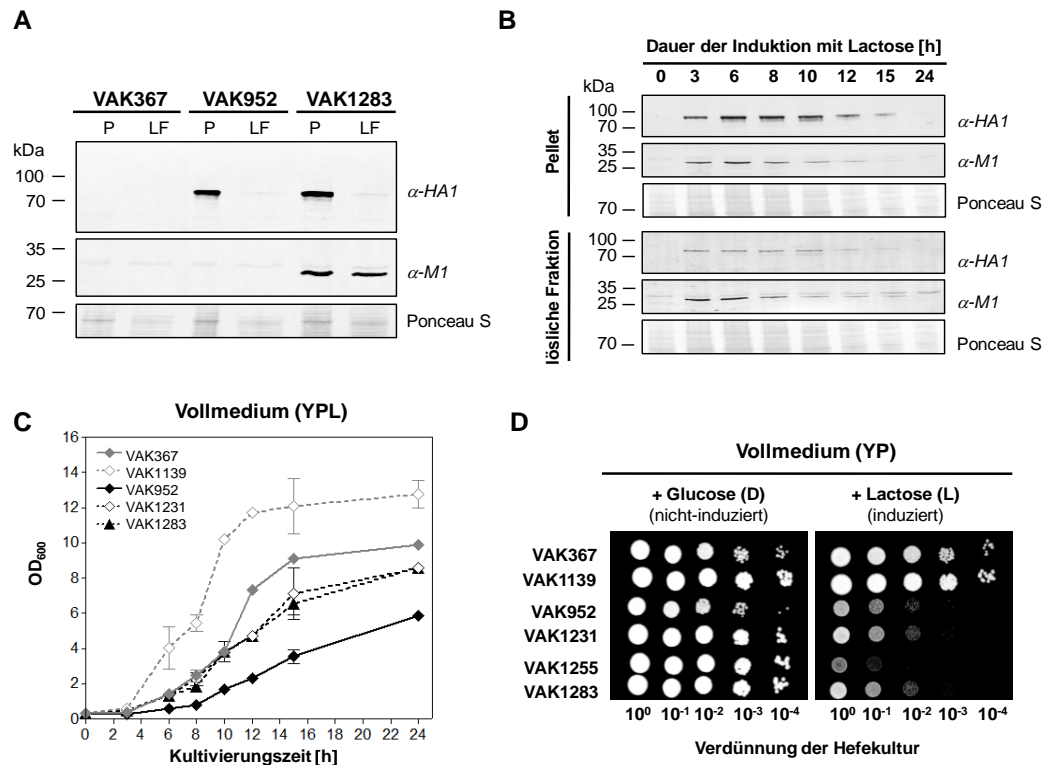 A
VAK367 VAK952 VAK1283
P LF P LF P LF
kDa
100
70
α-HA1
35
25
α-M1
70
Ponceau S
B
Dauer der Induktion mit Lactose [h]
0 3 6 8 10 12 15 24
kDa
Pellet
100
70
α-HA1
35
25
α-M1
70
Ponceau S
lösliche Fraktion
100
70
α-HA1
35
25
α-M1
70
Ponceau S
C
Vollmedium (YPL)
16
14
12
10
8
6
4
2
0
OD600
VAK367
VAK1139
VAK952
VAK1231
VAK1283
0 2 4 6 8 10 12 14 16 18 20 22 24
Kultivierungszeit [h]
D
Vollmedium (YP)
+ Glucose (D) + Lactose (L)
(nicht-induziert) (induziert)
VAK367
VAK1139
VAK952
VAK1231
VAK1255
VAK1283
10⁰ 10⁻¹ 10⁻² 10⁻³ 10⁻⁴ 10⁰ 10⁻¹ 10⁻² 10⁻³ 10⁻⁴
Verdünnung der Hefekultur